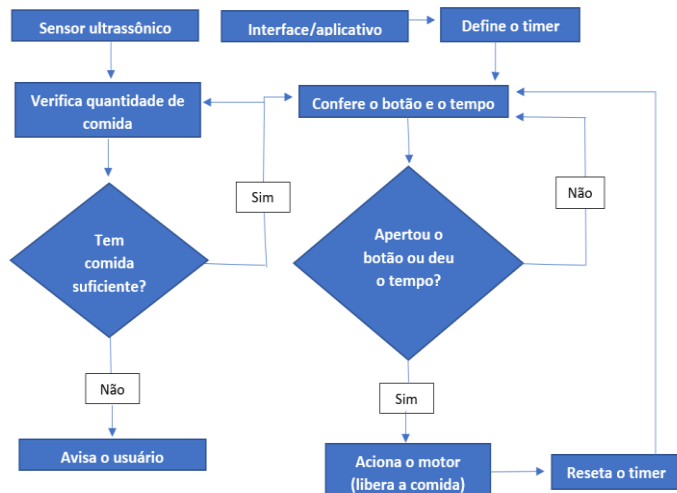 Sensor ultrassônico
Interface/aplicativo
Define o timer
Verifica quantidade de
comida
Confere o botão e o tempo
Sim
Não
Tem
comida
suficiente?
Apertou o
botão ou deu
o tempo?
Não
Sim
Avisa o usuário
Aciona o motor
(libera a comida)
Reseta o timer